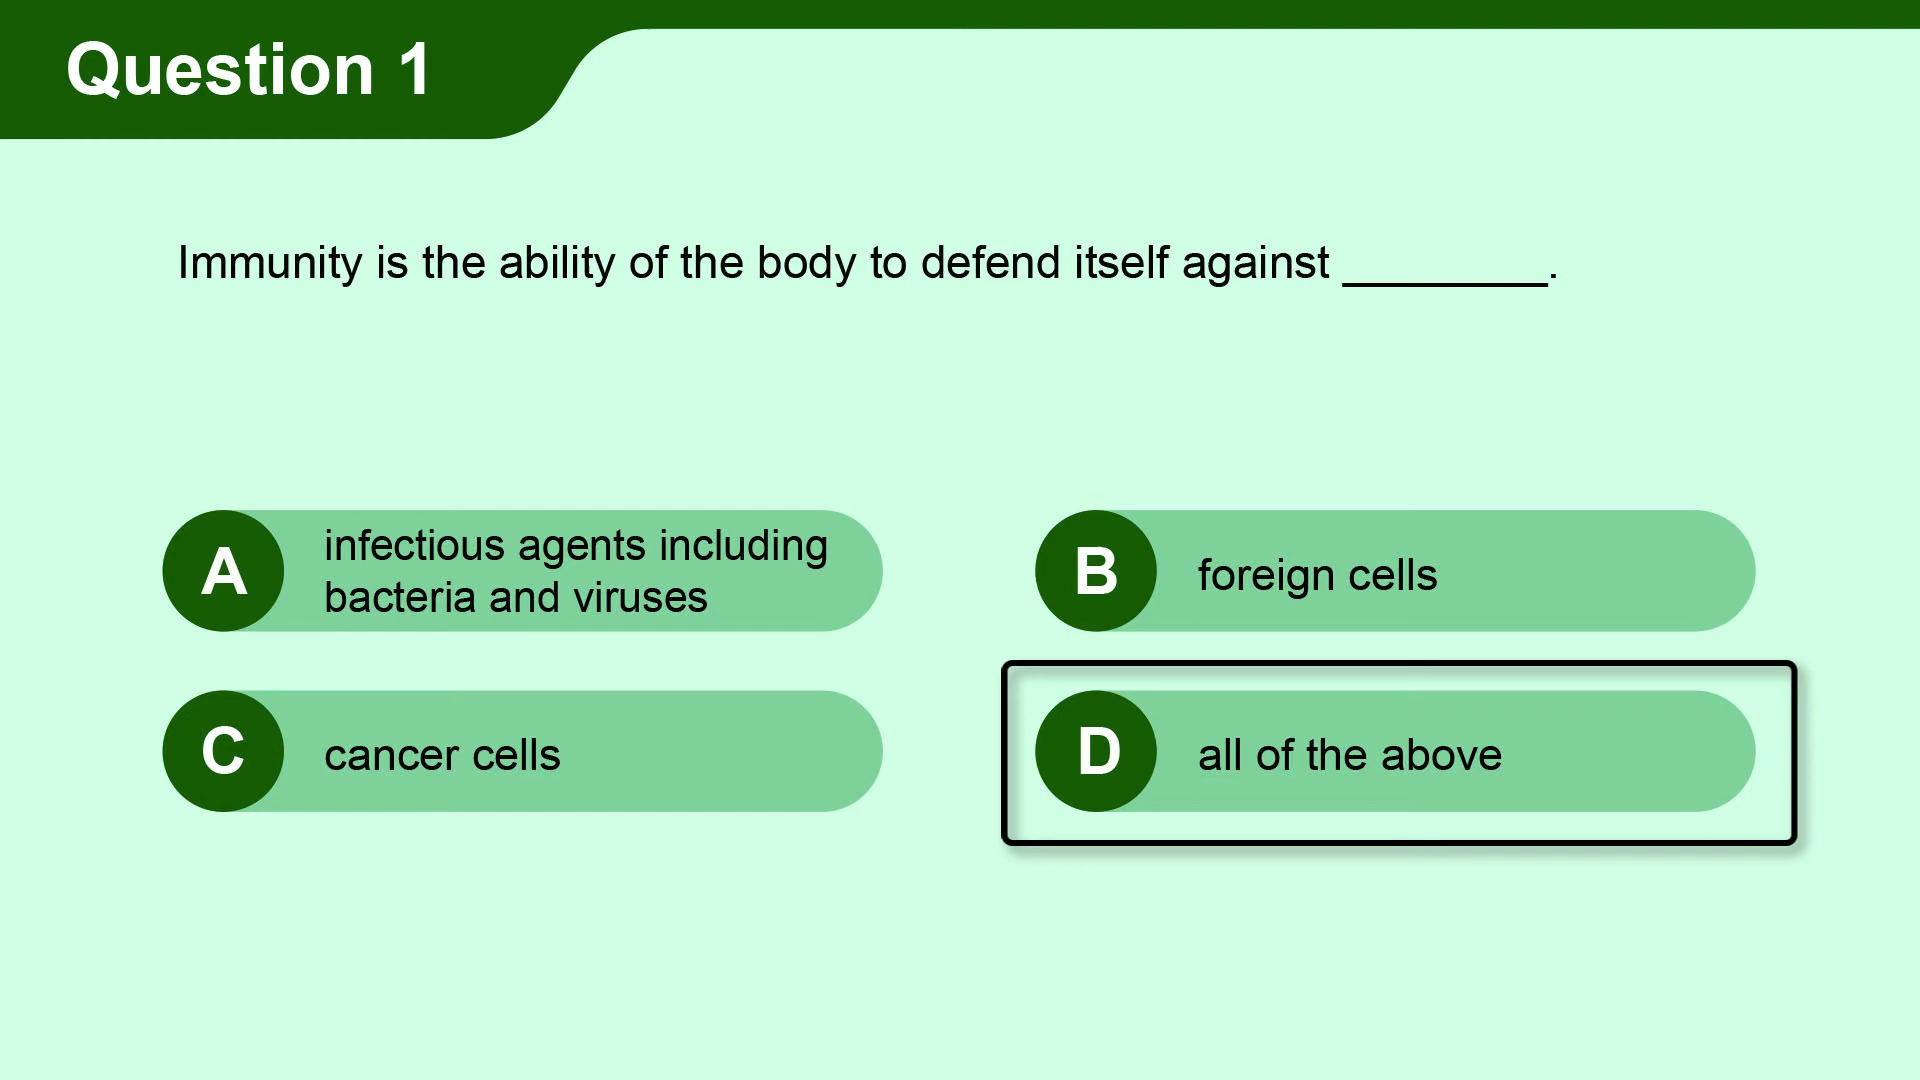 Question 1
Immunity is the ability of the body to defend itself against ________.
A
infectious agents including
bacteria and viruses
B
foreign cells
C
cancer cells
D
all of the above